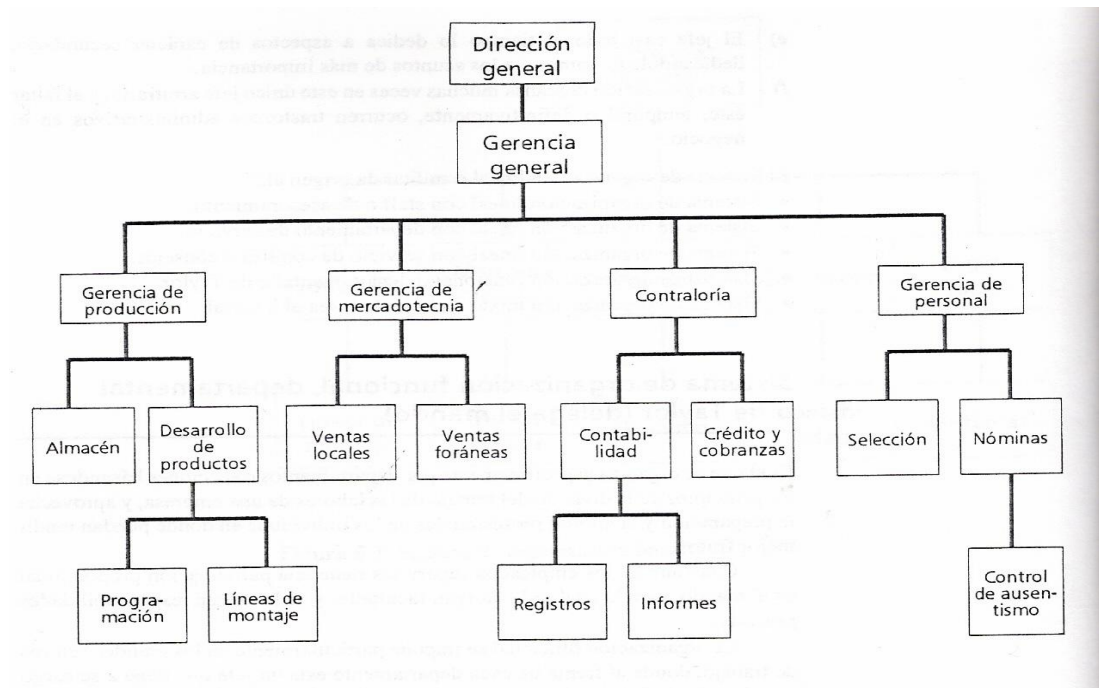 Dirección
general
Gerencia
general
Gerencia de
producción
Gerencia de
mercadotecnia
Contraloría
Gerencia de
personal
Almacén
Desarrollo
de
productos
Ventas
locales
Ventas
foráneas
Contabi-
lidad
Crédito y
cobranzas
Selección
Nóminas
Progra-
mación
Líneas de
montaje
Registros
Informes
Control
de ausen-
tismo